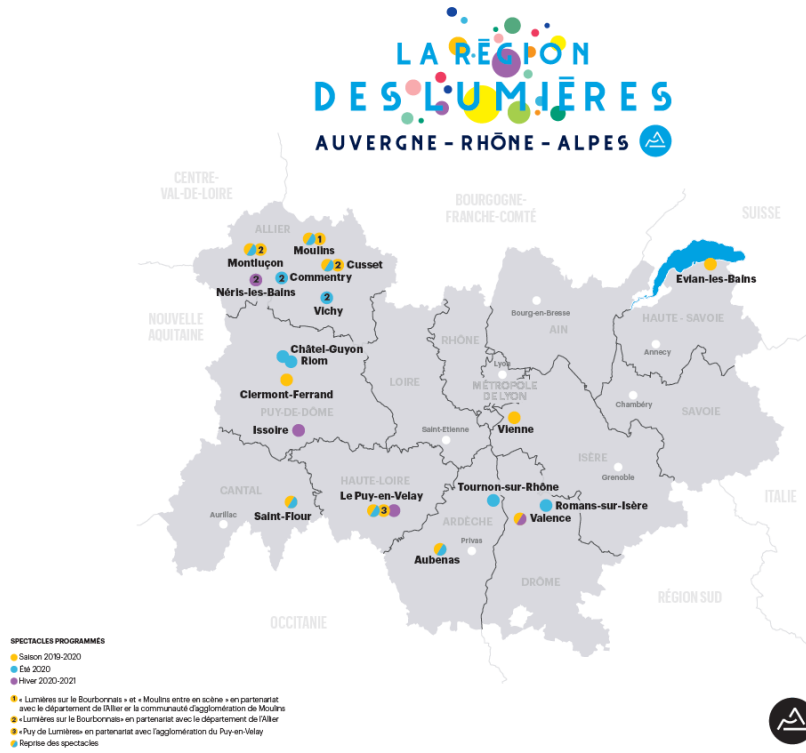 LA RÉGION
DES LUMIÈRES
AUVERGNE - RHÔNE - ALPES
CENTRE-
VAL-DE-LOIRE
BOURGOGNE-
FRANCHE-COMTÉ
SUISSE
ALLIER
1
Moulins
2
Montluçon
2 Cusset
2 Commentry
2
Néris-les-Bains
2
Vichy
Evian-les-Bains
NOUVELLE
AQUITAINE
Bourg-en-Bresse
AIN
HAUTE - SAVOIE
Annecy
RHÔNE
Châtel-Guyon
Riom
Lyon
LOIRE
MÉTROPOLE
DE LYON
Clermont-Ferrand
PUY-DE-DÔME
Chambéry
SAVOIE
Issoire
Saint-Etienne
Vienne
ISÈRE
Grenoble
CANTAL
HAUTE-LOIRE
Le Puy-en-Velay
3
Tournon-sur-Rhône
ITALIE
Aurillac
Saint-Flour
ARDÈCHE
Romans-sur-Isère
Valence
Privas
Aubenas
DRÔME
RÉGION SUD
OCCITANIE
SPECTACLES PROGRAMMÉS
Saison 2019-2020
Été 2020
Hiver 2020-2021
1 « Lumières sur le Bourbonnais » et « Moulins entre en scène » en partenariat
avec le département de l'Allier er la communauté d'agglomération de Moulins
2 «Lumières sur le Bourbonnais» en partenariat avec le département de l'Allier
3 «Puy de Lumières» en partenariat avec l'agglomération du Puy-en-Velay
Reprise des spectacles